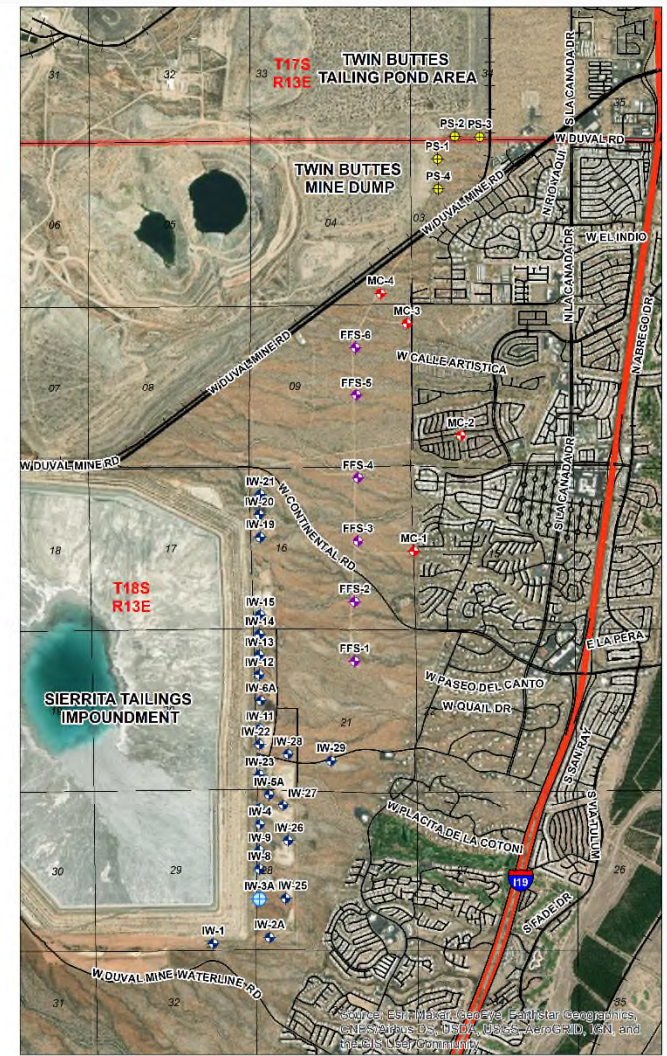 TWIN BUTTES
TAILING POND AREA
T17S
R13E
31
32
33
34
35
S LA CANADA DR
PS-2 PS-3
W DUVAL RD
PS-1
PS-4
TWIN BUTTES
MINE DUMP
W DUVAL MINE RD
N RIO YAQUI
06
05
04
03
W EL INDIO
N LA CANADA DR
N ABREGO DR
MC-4
MC-3
FFS-6
W CALLE ARTISTICA
W DUVAL MINE RD
07
08
09
FFS-5
MC-2
W DUVAL MINE RD
FFS-4
S LA CANADA DR
IW-21
IW-20
IW-19
W CONTINENTAL RD
18
17
16
FFS-3
MC-1
T18S
R13E
FFS-2
IW-15
IW-14
IW-13
IW-12
FFS-1
E LA PERA
W PASEO DEL CANTO
IW-6A
SIERRITA TAILINGS
IMPOUNDMENT
W QUAIL DR
IW-11
21
22
23
IW-22
IW-28
IW-29
S SAN RAY
IW-23
IW-5A
IW-27
IW-4
W PLACITA DE LA COTONI
S VIA TULUM
IW-9
IW-26
IW-8
30
29
28
27
26
IW-3A
IW-25
I19
S FADE DR
IW-1
IW-2A
W DUVAL MINE WATERLINE RD
31
32
33
34
Source: Esri, Maxar, GeoEye, Earthstar Geographics,
CNES/Airbus DS, USDA, USGS, AeroGRID, IGN, and
the GIS User Community